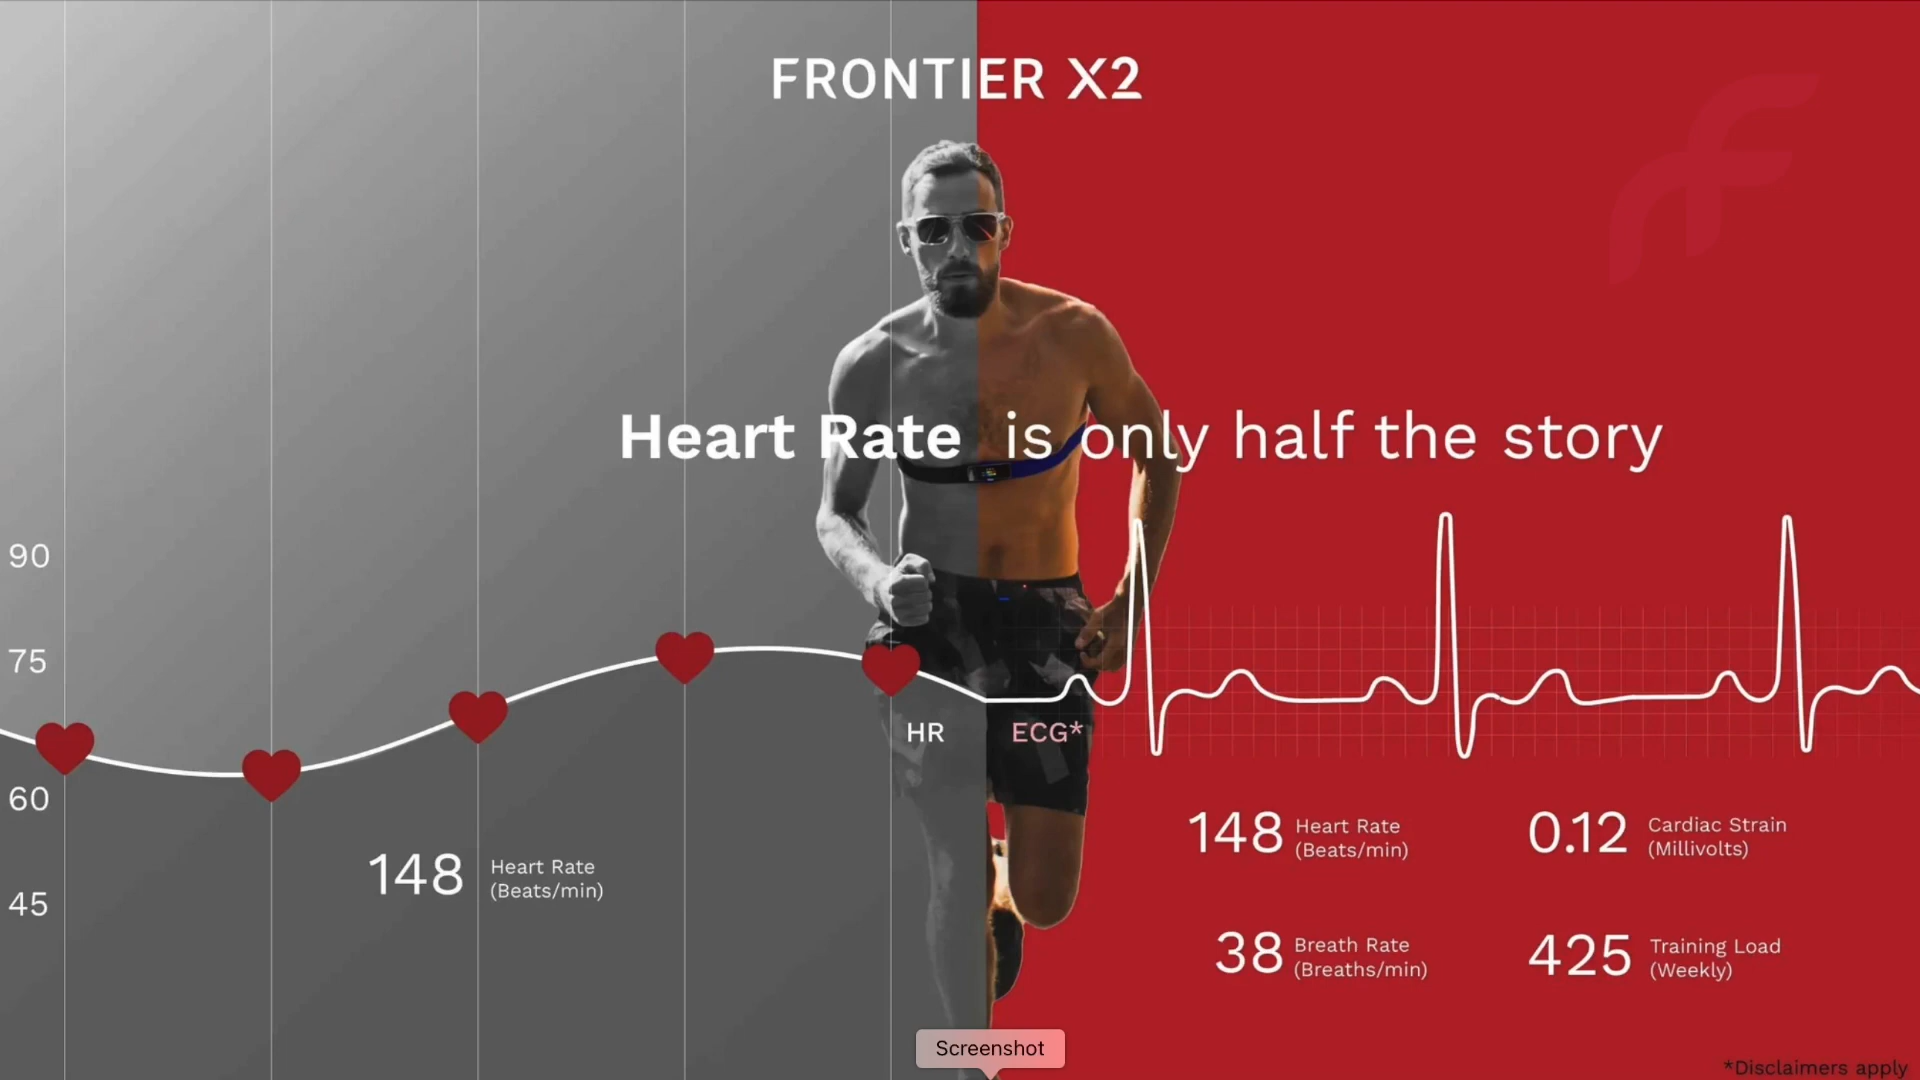 FRONTIER X2
Heart Rate is only half the story
90
75
60
45
HR
ECG*
148 Heart Rate
(Beats/min)
148 Heart Rate
(Beats/min)
0.12 Cardiac Strain
(Millivolts)
38 Breath Rate
(Breaths/min)
425 Training Load
(Weekly)
Screenshot
*Disclaimers apply